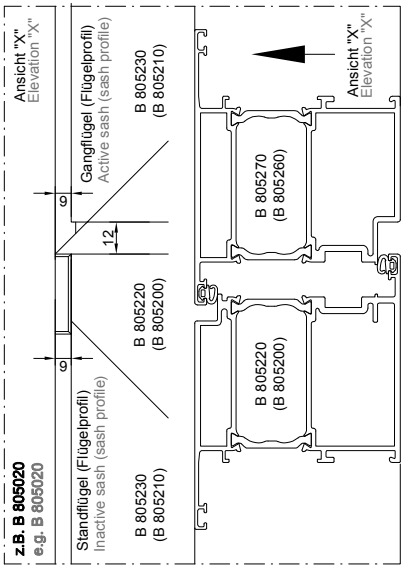 z.B. B 805020
e.g. B 805020
Ansicht "X"
Elevation "X"
Standflügel (Flügelprofil)
Inactive sash (sash profile)
Gangflügel (Flügelprofil)
Active sash (sash profile)
9
9
12
B 805230
(B 805210)
B 805220
(B 805200)
B 805230
(B 805210)
B 805220
(B 805200)
B 805270
(B 805260)
Ansicht "X"
Elevation "X"